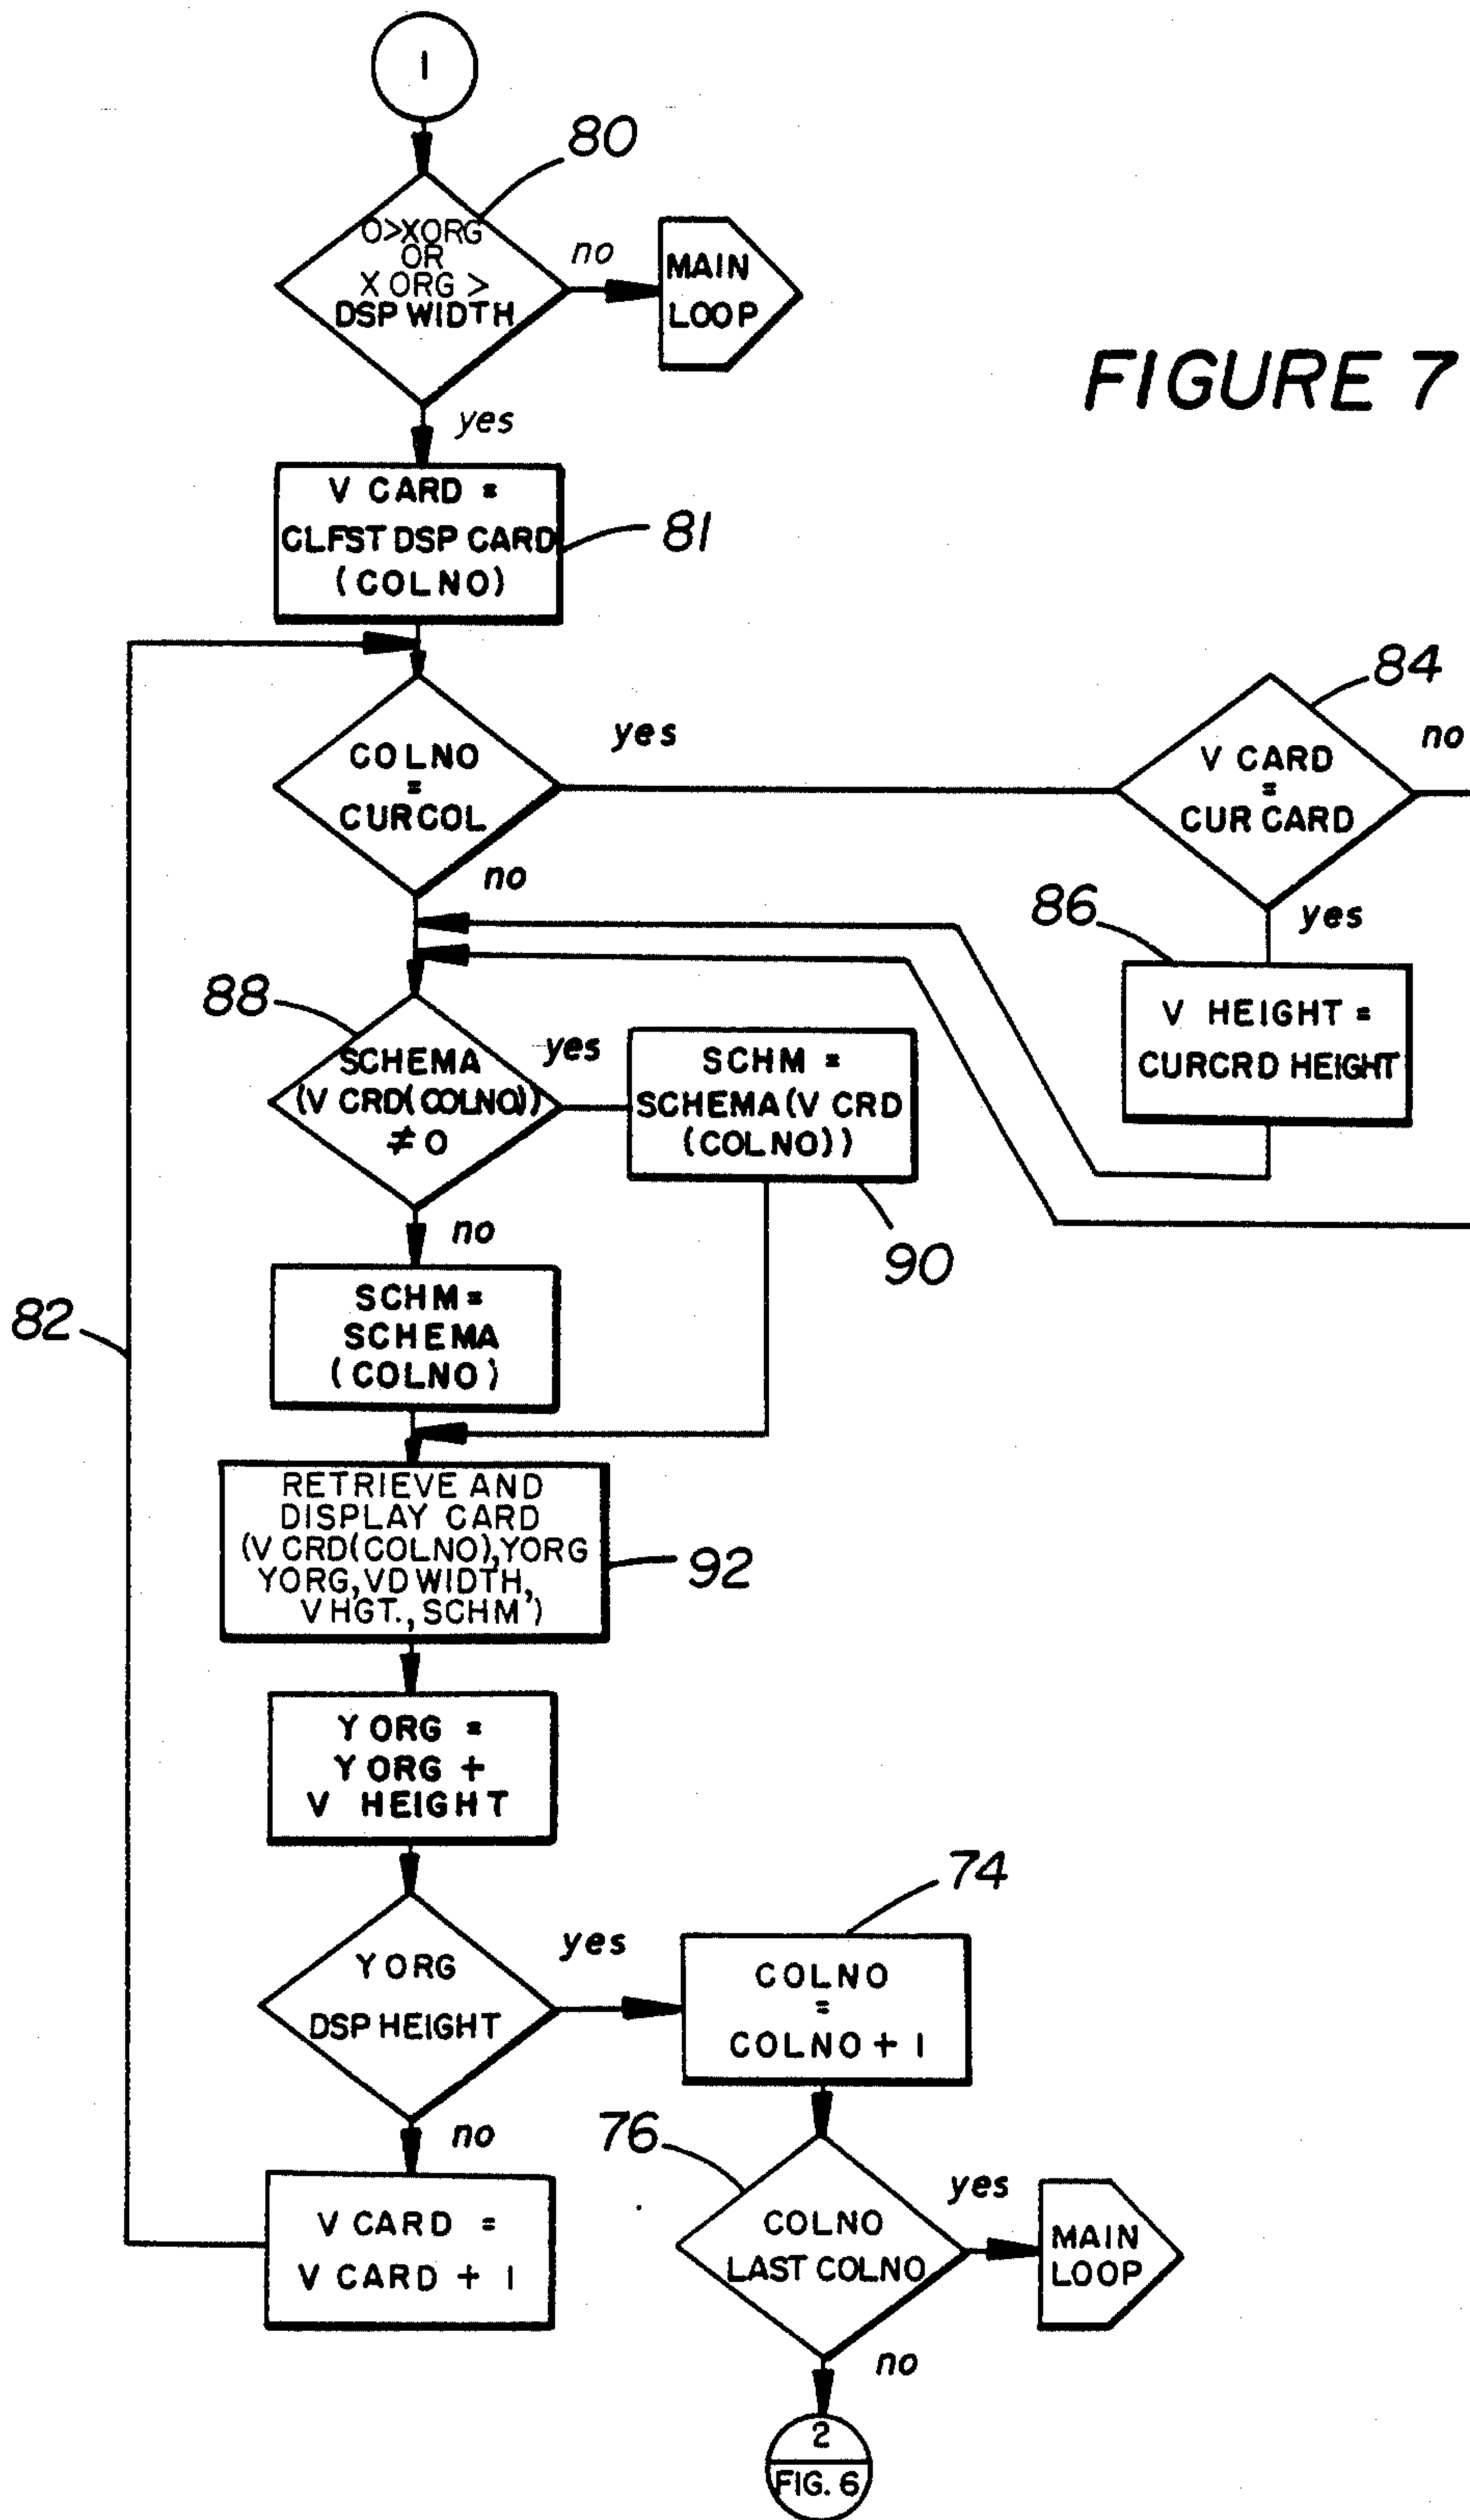 1
80
O>XORG
OR
X ORG >
DSP WIDTH
no
MAIN
LOOP
FIGURE 7
yes
V CARD =
CLFST DSP CARD
(COLNO)
81
COLNO
=
CURCOL
yes
84
V CARD
=
CUR CARD
no
no
86
yes
V HEIGHT =
CURCRD HEIGHT
88
SCHEMA
(V CRD(COLNO))
≠ O
yes
SCHM =
SCHEMA(V CRD
(COLNO))
90
no
82
SCHM =
SCHEMA
(COLNO)
RETRIEVE AND
DISPLAY CARD
(V CRD(COLNO),YORG
YORG,VD WIDTH,
V HGT.,SCHM')
92
Y ORG =
Y ORG +
V HEIGHT
Y ORG
DSP HEIGHT
yes
74
COLNO
=
COLNO + 1
no
76
COLNO
LAST COLNO
yes
MAIN
LOOP
V CARD =
V CARD + 1
no
2
FIG. 6